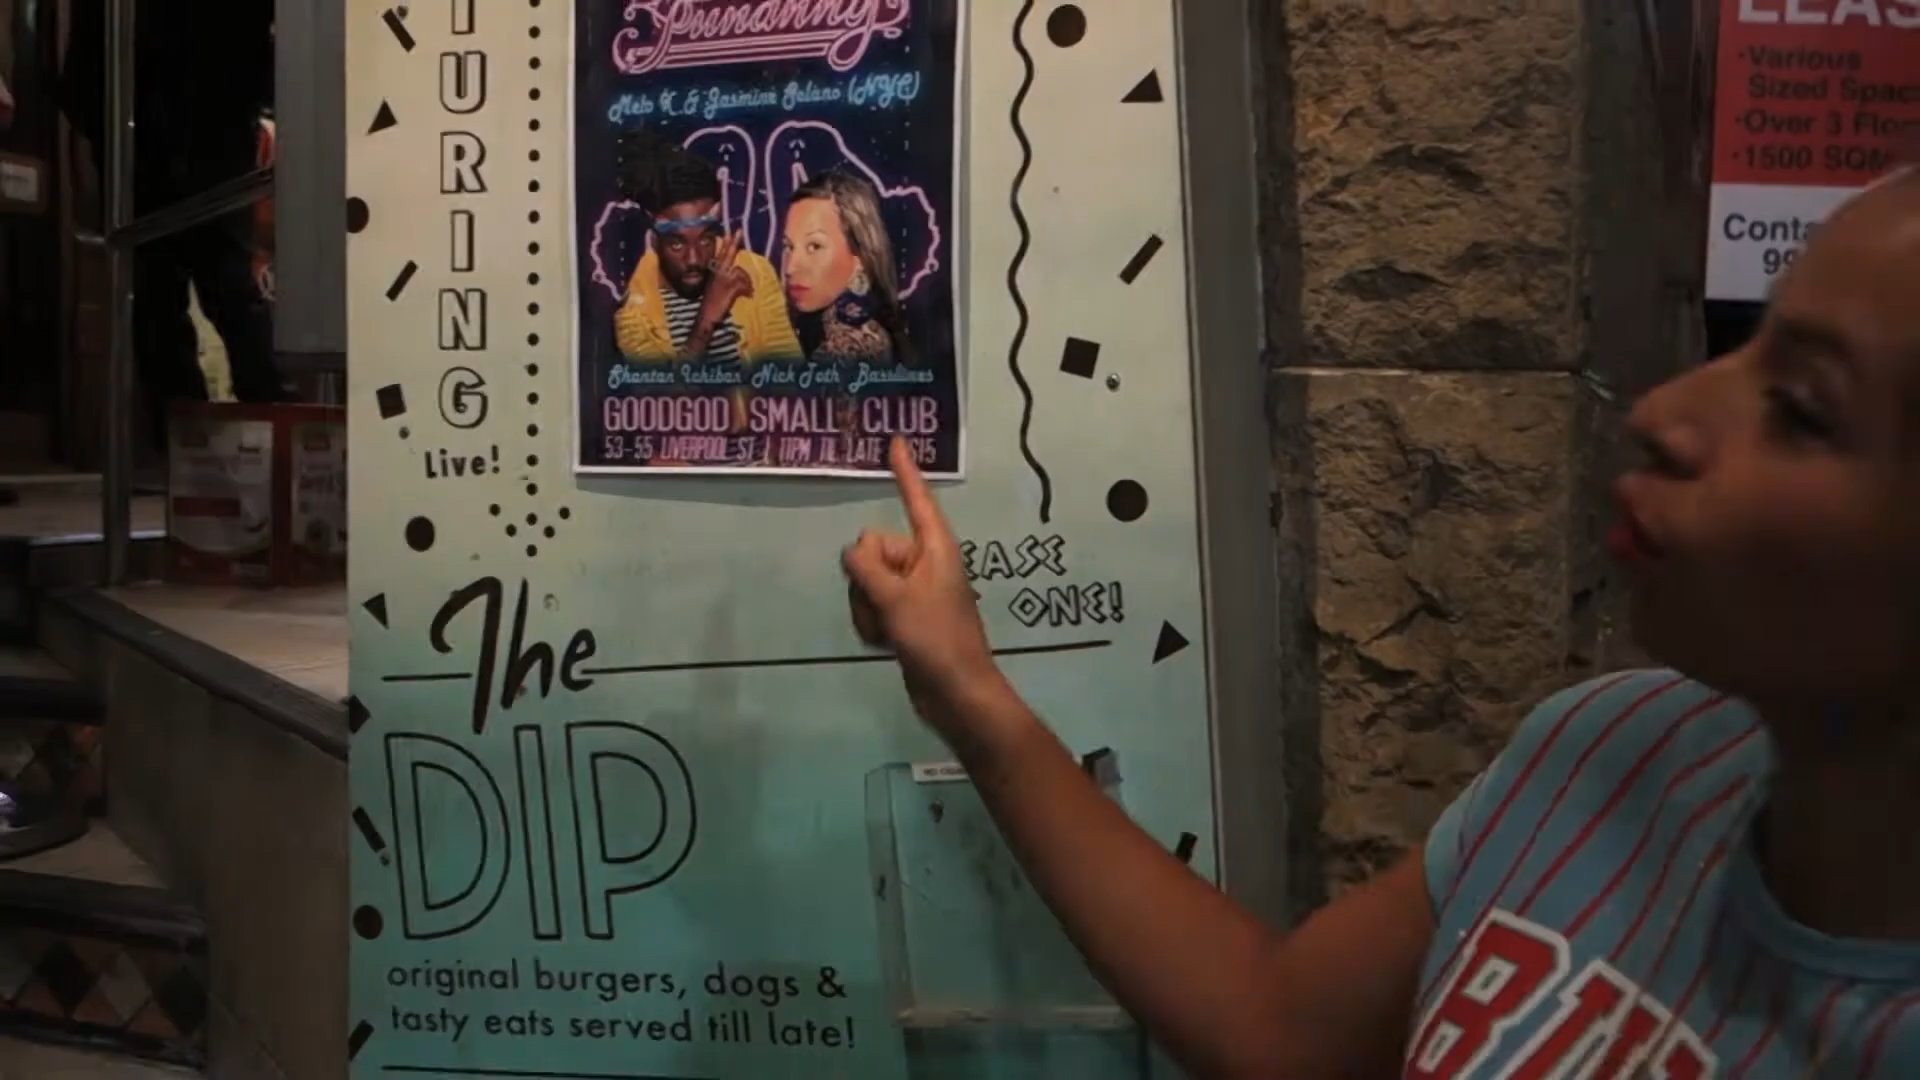 TURING
Live!
Punanny
Melo X & Jasmine Solano (NYC)
Shantan Ichiban Nick Toth Basslines
GOODGOD SMALL CLUB
53-55 LIVERPOOL ST | 11PM TIL LATE $15
EASE
ONE!
The
DIP
original burgers, dogs &
tasty eats served till late!
LEAS
·Various
Sized Spac
·Over 3 Flo
·1500 SQM
Conta
99